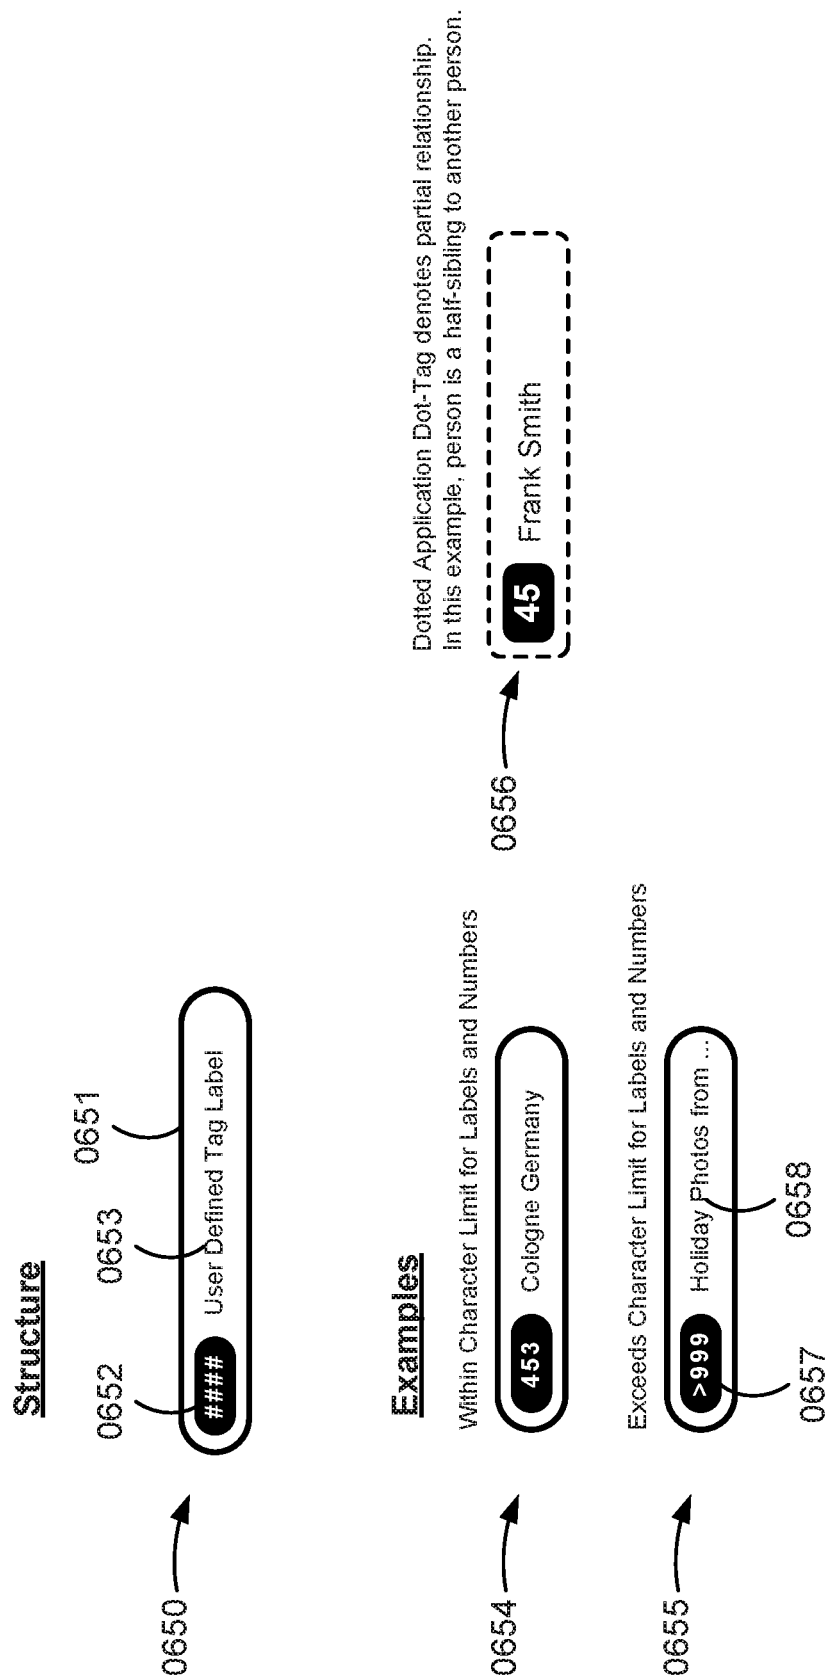 Structure
0650
0652
0653
0651
####
User Defined Tag Label
Examples
Within Character Limit for Labels and Numbers
0654
453
Cologne Germany
Exceeds Character Limit for Labels and Numbers
0655
>999
Holiday Photos from ...
0657
0658
Dotted Application Dot-Tag denotes partial relationship.
In this example, person is a half-sibling to another person.
0656
45
Frank Smith